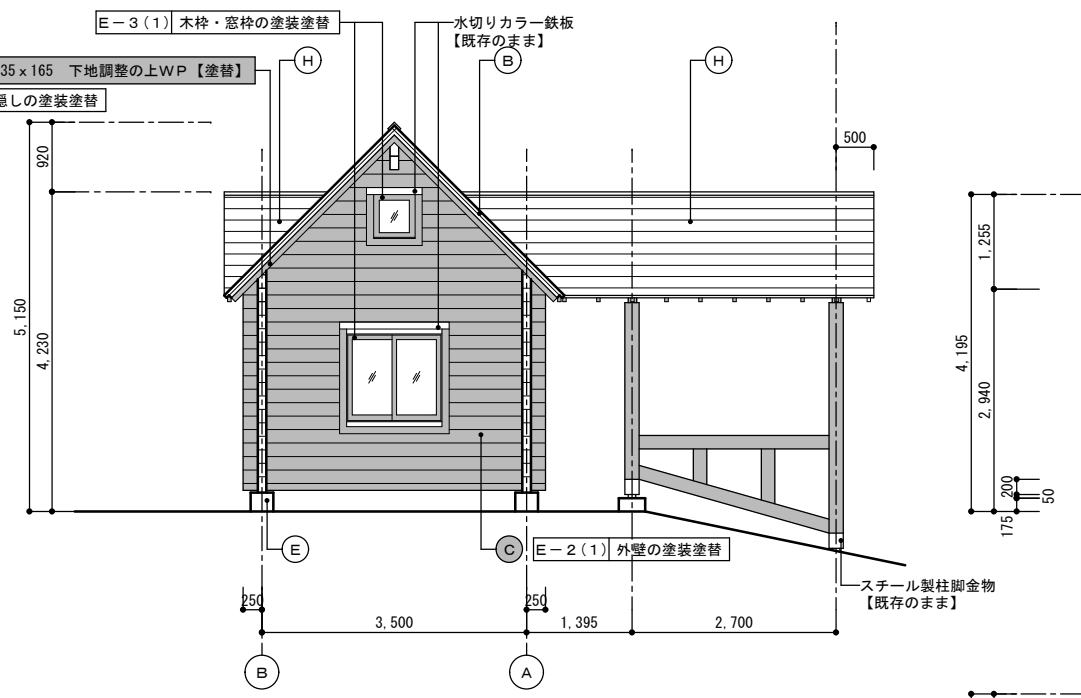 E-3(1) 木枠・窓枠の塗装塗替
水切りカラー鉄板
【既存のまま】
H
B
H
35x165 下地調整の上WP【塗替】
隠しの塗装塗替
500
920
5,150
4,230
1,255
4,195
2,940
200
50
175
E
C
E-2(1) 外壁の塗装塗替
スチール製柱脚金物
【既存のまま】
250
3,500
250
1,395
2,700
B
A